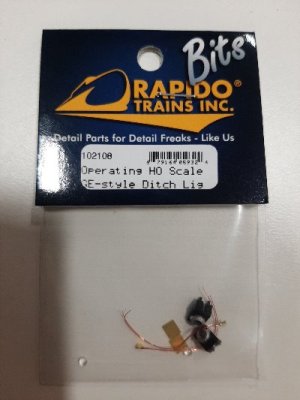 Bits
RAPIDO®
TRAINS INC.
Detail Parts for Detail Freaks - Like Us
102108
Operating HO Scale
GE-style Ditch Lig